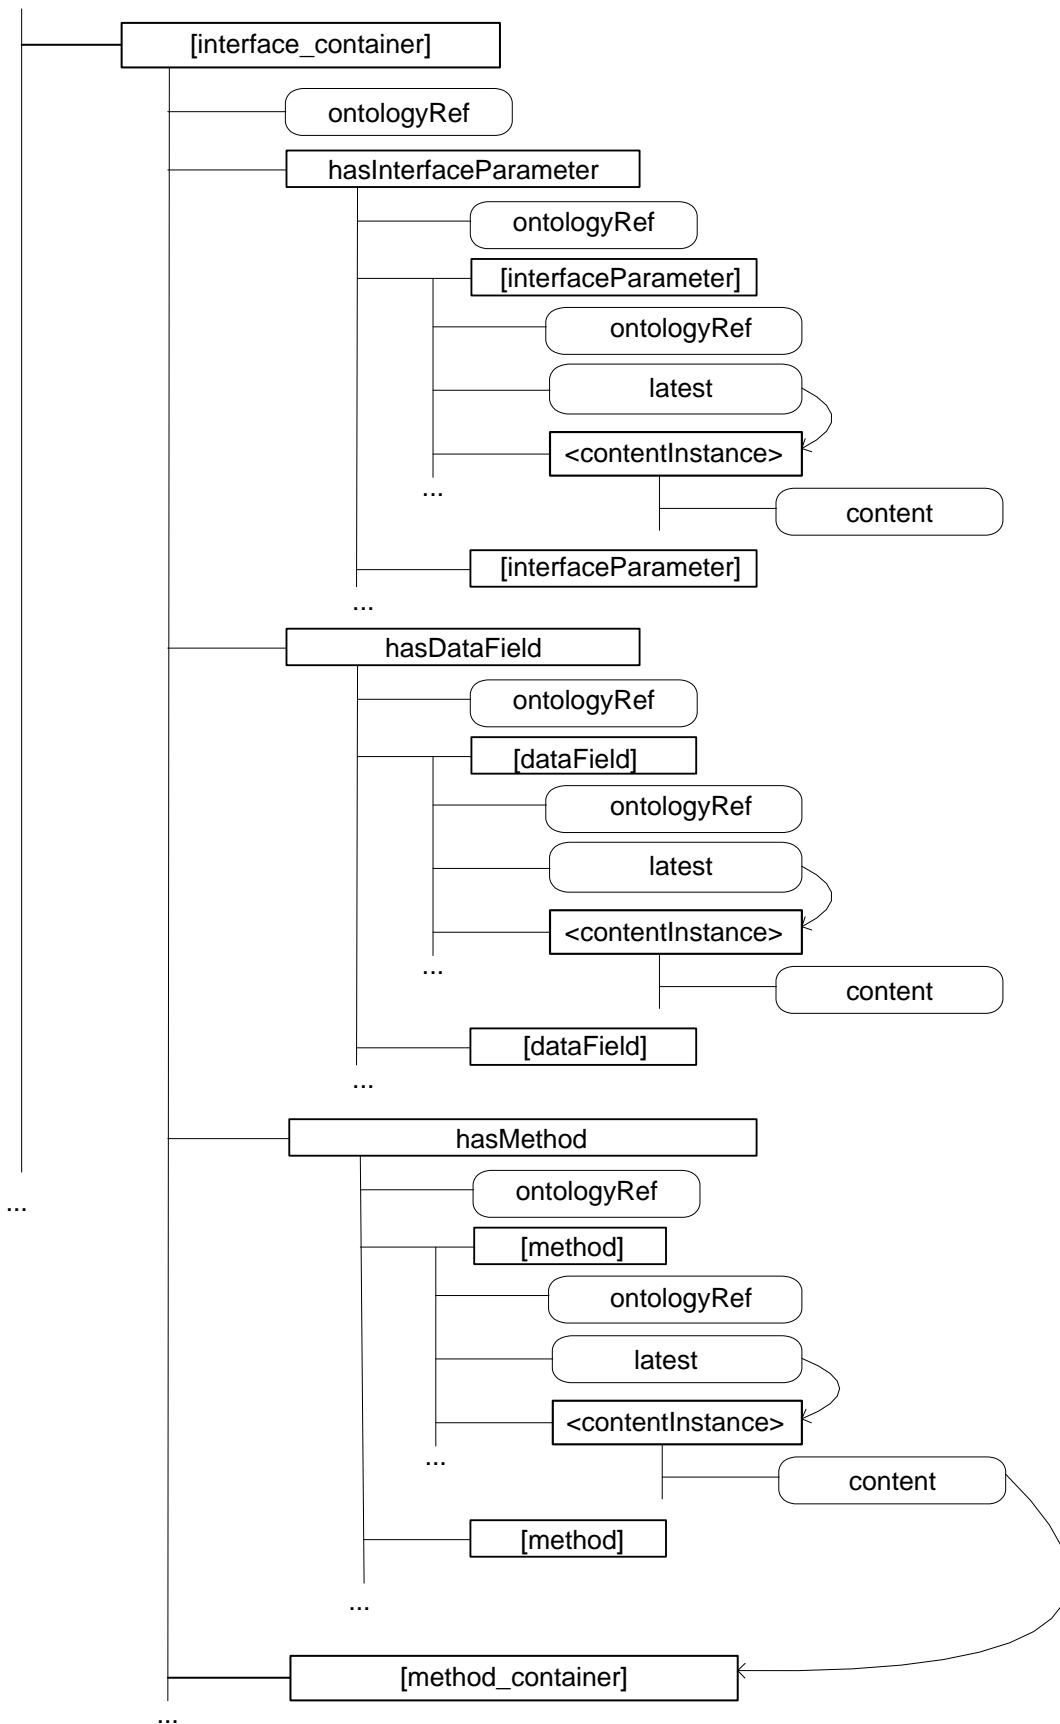 [interface_container]
ontologyRef
hasInterfaceParameter
ontologyRef
[interfaceParameter]
ontologyRef
latest
<contentInstance>
...
content
[interfaceParameter]
...
hasDataField
ontologyRef
[dataField]
ontologyRef
latest
<contentInstance>
...
content
[dataField]
...
hasMethod
ontologyRef
...
[method]
ontologyRef
latest
<contentInstance>
...
content
[method]
...
[method_container]
...